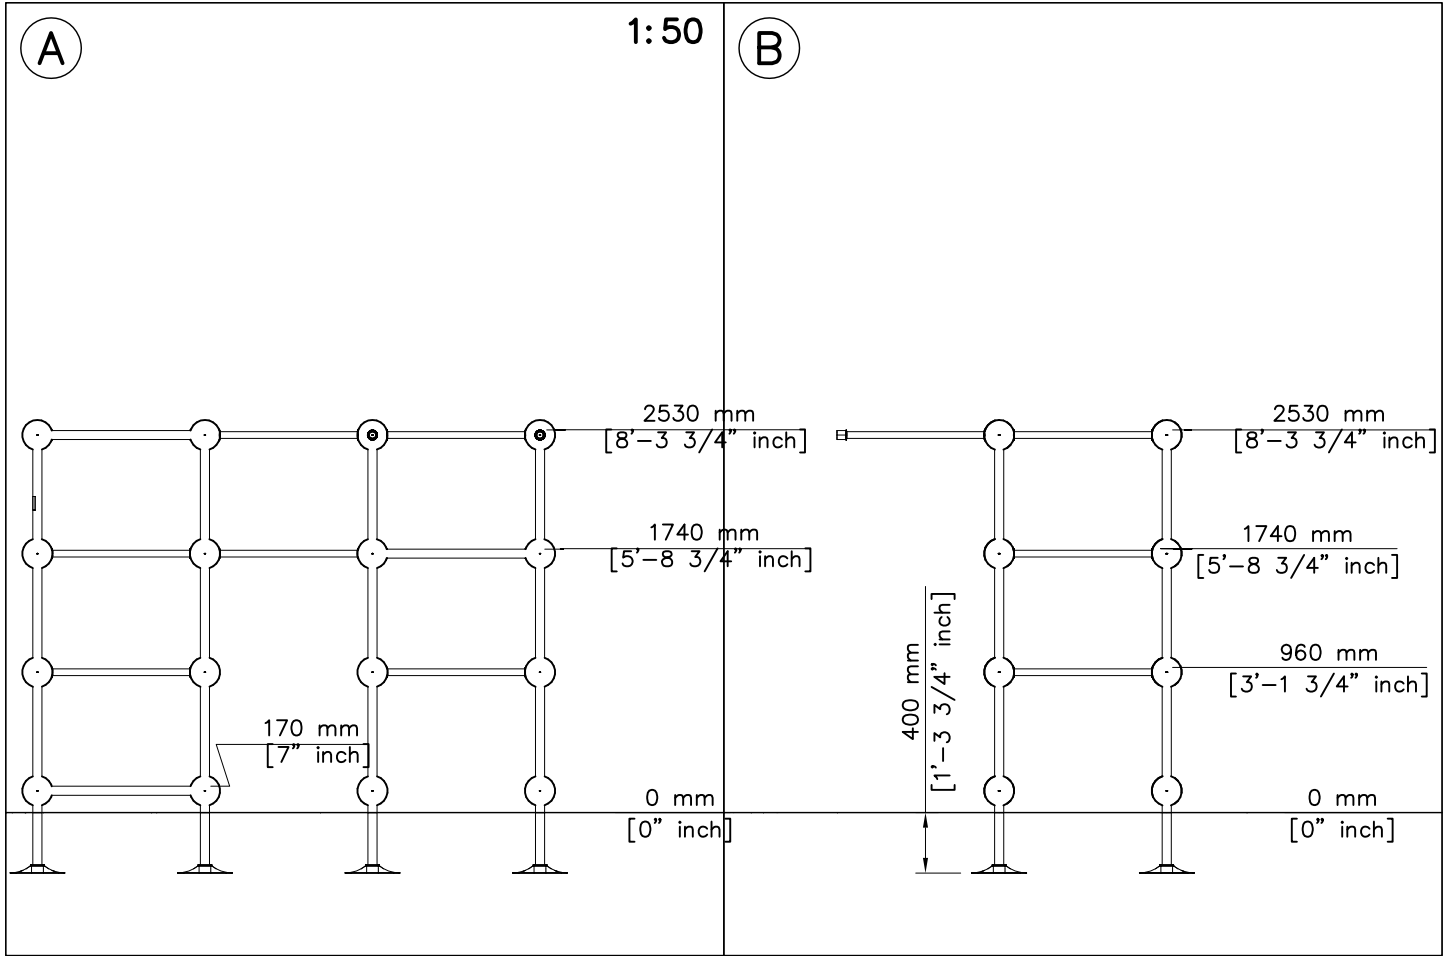 A
1:50
B
2530 mm
[8'-3 3/4" inch]
2530 mm
[8'-3 3/4" inch]
1740 mm
[5'-8 3/4" inch]
1740 mm
[5'-8 3/4" inch]
400 mm
[1'-3 3/4" inch]
960 mm
[3'-1 3/4" inch]
170 mm
[7" inch]
0 mm
[0" inch]
0 mm
[0" inch]